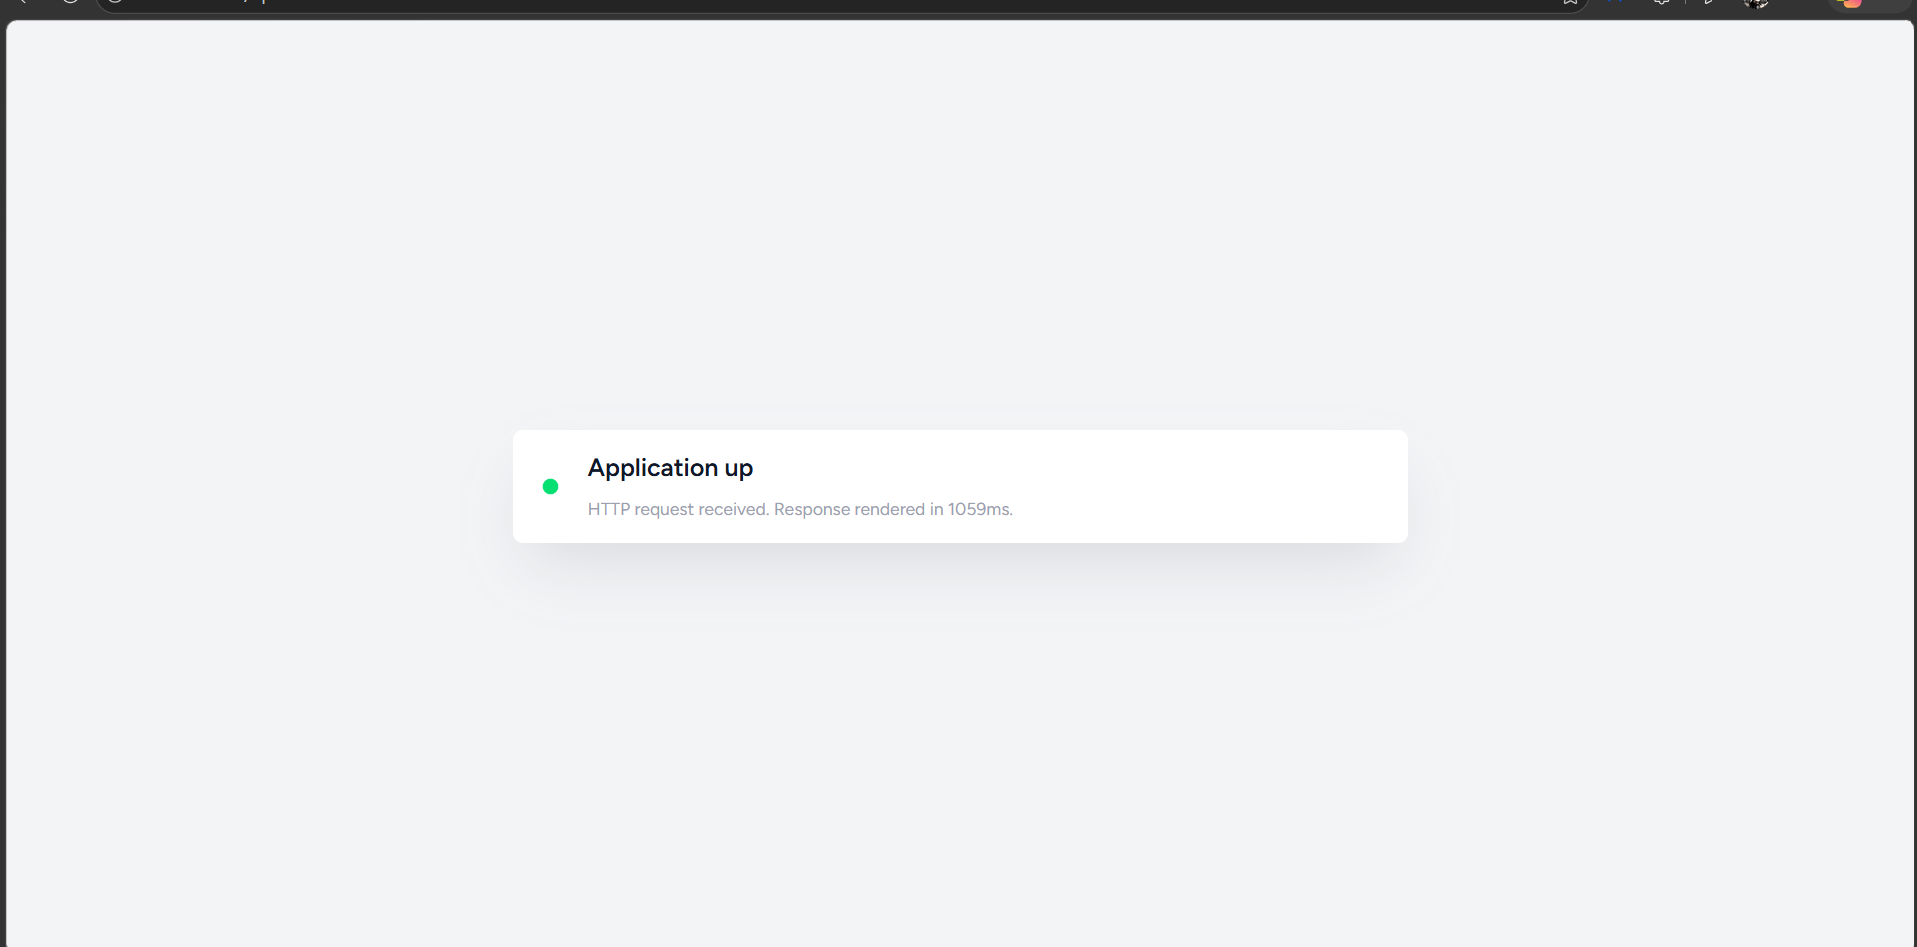 Application up
HTTP request received. Response rendered in 1059ms.